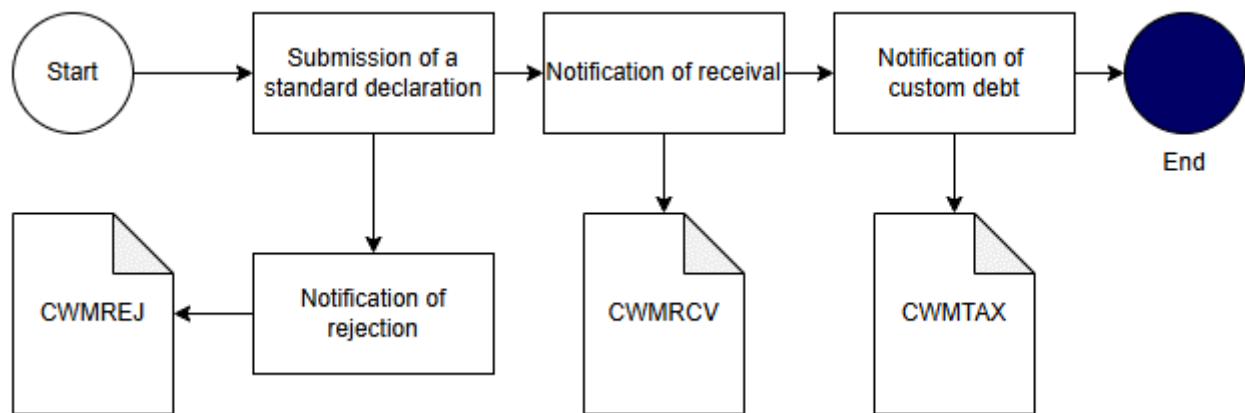 Start
Submission of a
standard declaration
Notification of receival
Notification of
custom debt
End
CWMREJ
Notification of
rejection
CWMRCV
CWMTAX